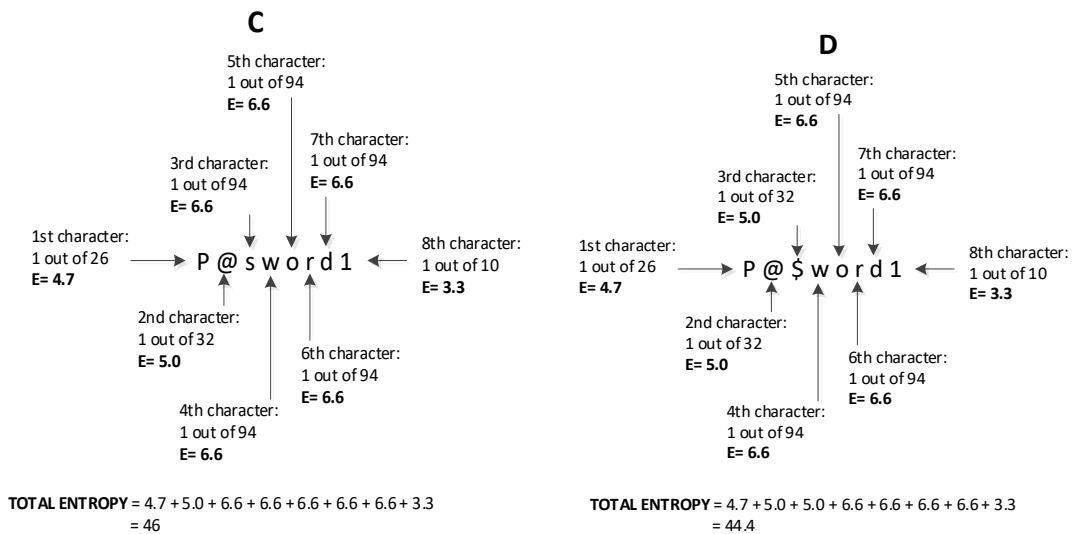 C
5th character:
1 out of 94
E= 6.6
7th character:
1 out of 94
E= 6.6
3rd character:
1 out of 94
E= 6.6
1st character:
1 out of 26
E= 4.7
P @ s w o r d 1
8th character:
1 out of 10
E= 3.3
2nd character:
1 out of 32
E= 5.0
6th character:
1 out of 94
E= 6.6
4th character:
1 out of 94
E= 6.6
TOTAL ENTROPY = 4.7 + 5.0 + 6.6 + 6.6 + 6.6 + 6.6 + 6.6 + 3.3
= 46
D
5th character:
1 out of 94
E= 6.6
7th character:
1 out of 94
E= 6.6
3rd character:
1 out of 32
E= 5.0
1st character:
1 out of 26
E= 4.7
P @ $ w o r d 1
8th character:
1 out of 10
E= 3.3
2nd character:
1 out of 32
E= 5.0
6th character:
1 out of 94
E= 6.6
4th character:
1 out of 94
E= 6.6
TOTAL ENTROPY = 4.7 + 5.0 + 5.0 + 6.6 + 6.6 + 6.6 + 6.6 + 3.3
= 44.4